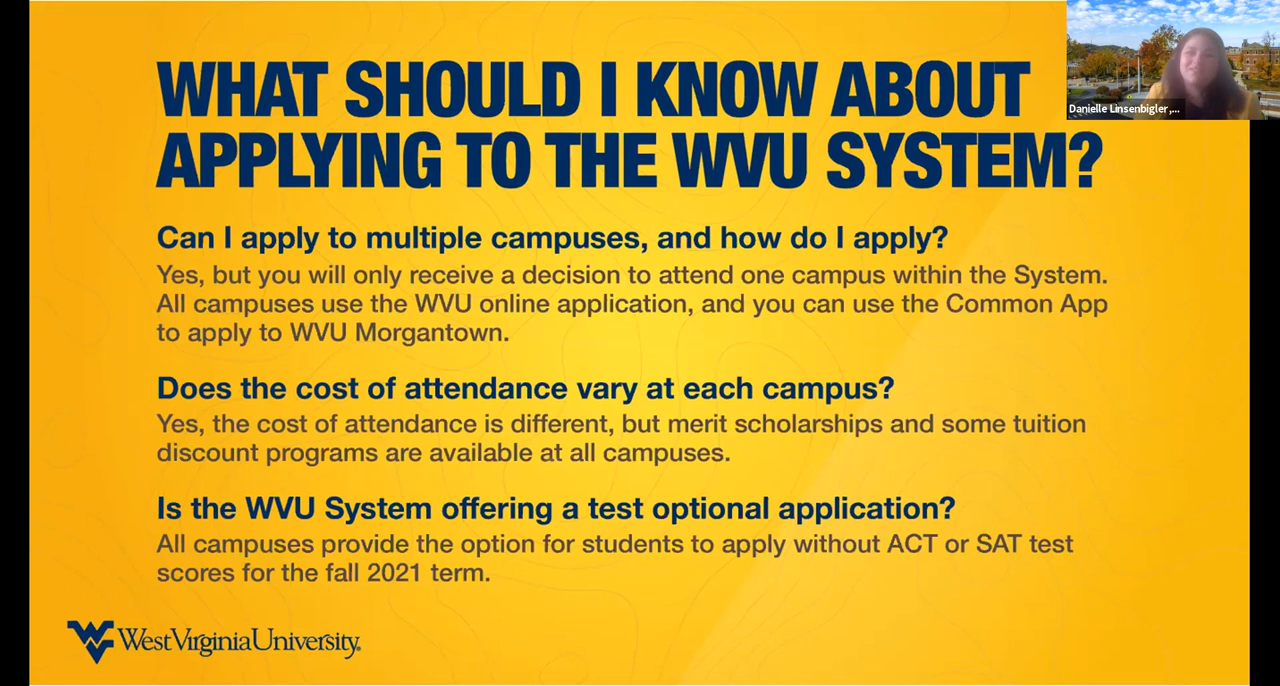 WHAT SHOULD I KNOW ABOUT
APPLYING TO THE WVU SYSTEM?
Danielle Linsenbigler,...
Can I apply to multiple campuses, and how do I apply?
Yes, but you will only receive a decision to attend one campus within the System.
All campuses use the WVU online application, and you can use the Common App
to apply to WVU Morgantown.
Does the cost of attendance vary at each campus?
Yes, the cost of attendance is different, but merit scholarships and some tuition
discount programs are available at all campuses.
Is the WVU System offering a test optional application?
All campuses provide the option for students to apply without ACT or SAT test
scores for the fall 2021 term.
WestVirginiaUniversity.